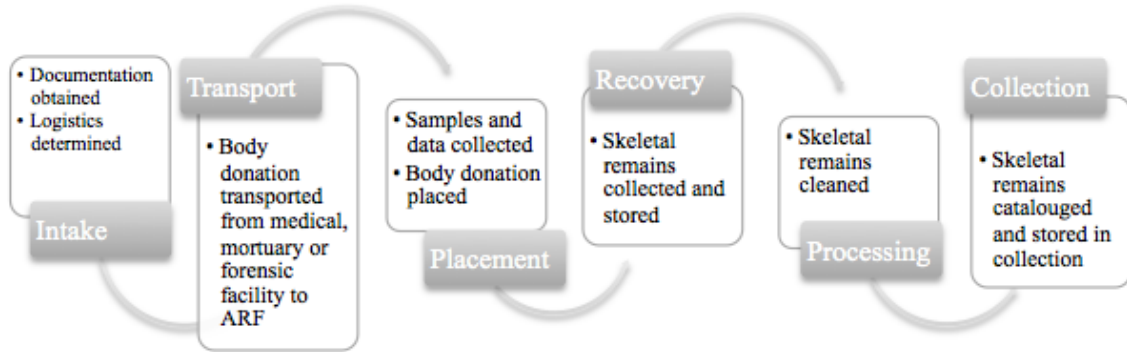 • Documentation
obtained
• Logistics
determined
Intake
Transport
• Body
donation
transported
from medical,
mortuary or
forensic
facility to
ARF
• Samples and
data collected
• Body donation
placed
Placement
Recovery
• Skeletal
remains
collected and
stored
• Skeletal
remains
cleaned
Processing
Collection
• Skeletal
remains
catalouged
and stored in
collection